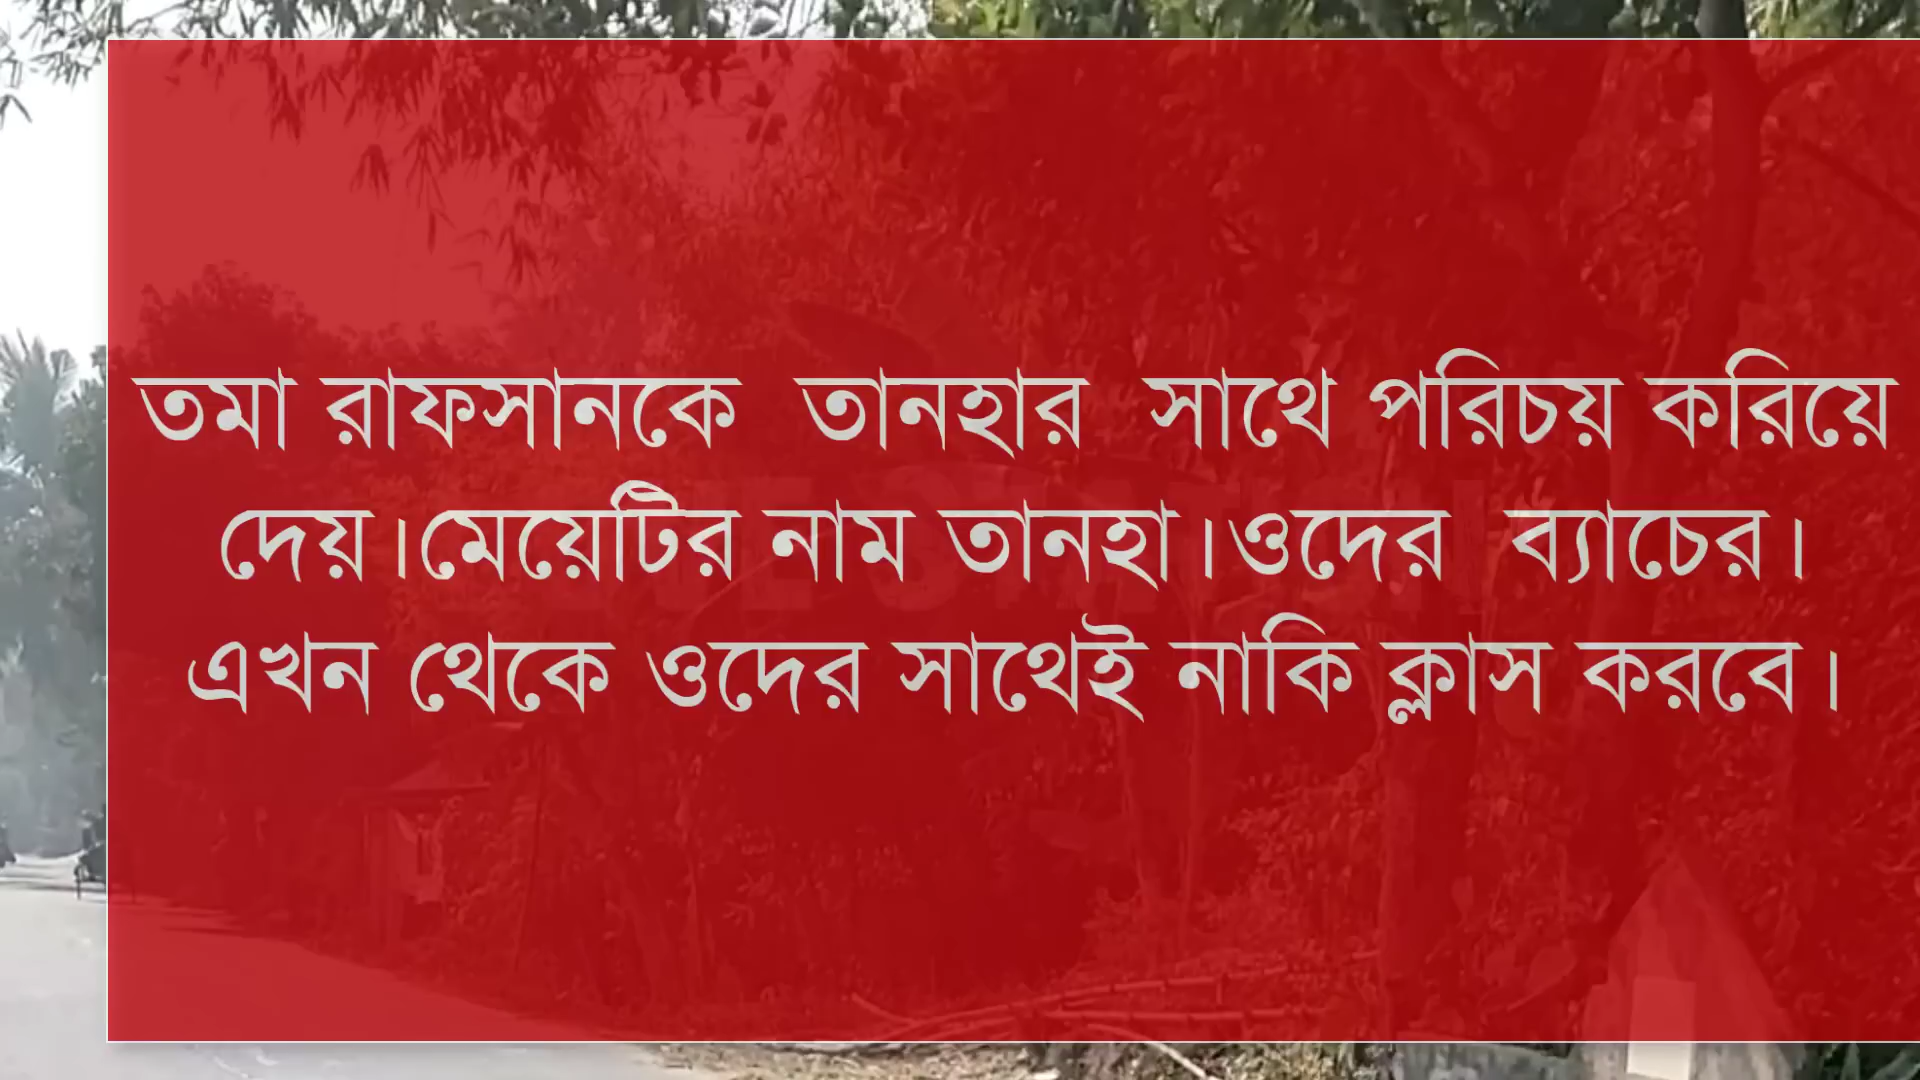 তমা রাফসানকে তানহার সাথে পরিচয় করিয়ে
দেয়।মেয়েটির নাম তানহা।ওদের ব্যাচের।
এখন থেকে ওদের সাথেই নাকি ক্লাস করবে।